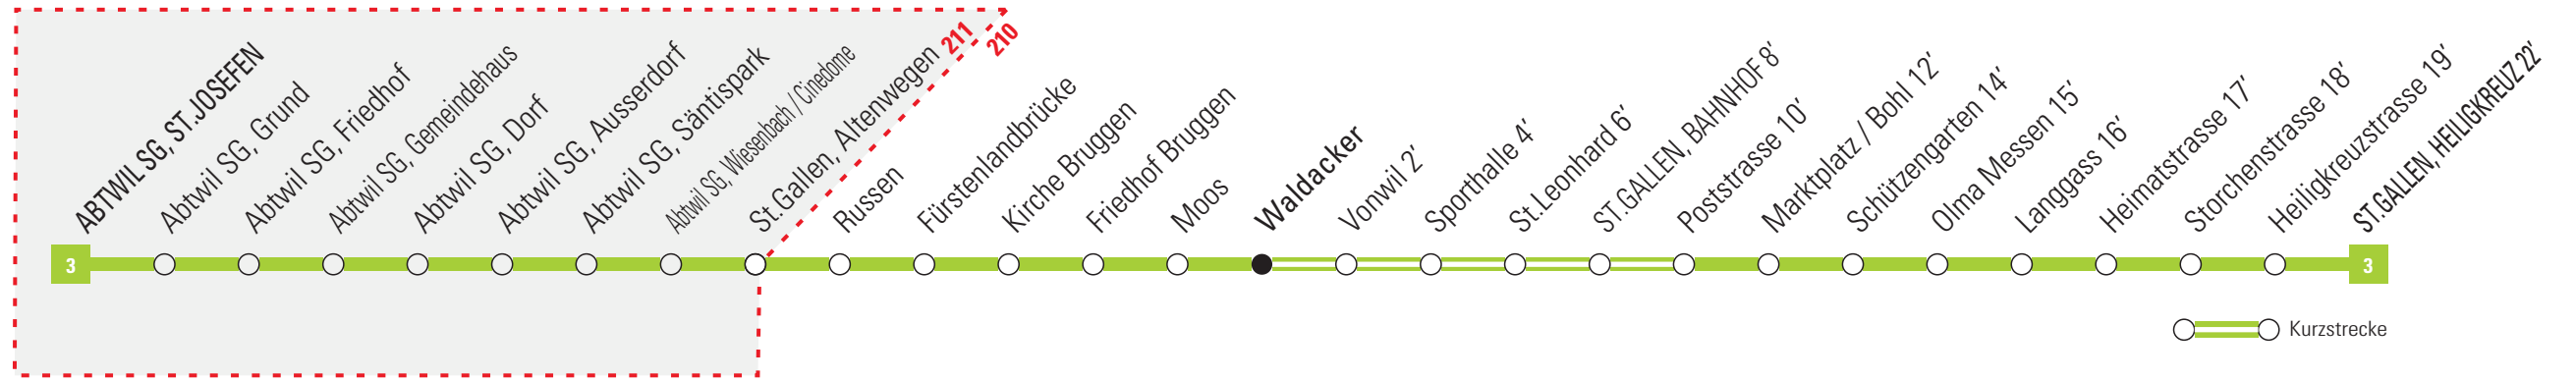 ABTWIL SG, ST.JOSEFEN
Abtwil SG, Grund
Abtwil SG, Friedhof
Abtwil SG, Gemeindehaus
Abtwil SG, Dorf
Abtwil SG, Ausserdorf
Abtwil SG, Säntispark
Abtwil SG, Wiesenbach / Cinedome
St.Gallen, Altenwegen
211
210
Russen
Fürstenlandbrücke
Kirche Bruggen
Friedhof Bruggen
Moos
Waldacker
Vonwil 2'
Sporthalle 4'
St.Leonhard 6'
ST.GALLEN, BAHNHOF 8'
Poststrasse 10'
Marktplatz / Bohl 12'
Schützengarten 14'
Olma Messen 15'
Langgass 16'
Heimatstrasse 17'
Storchenstrasse 18'
Heiligkreuzstrasse 19'
ST.GALLEN, HEILIGKREUZ 22'
3
3
Kurzstrecke